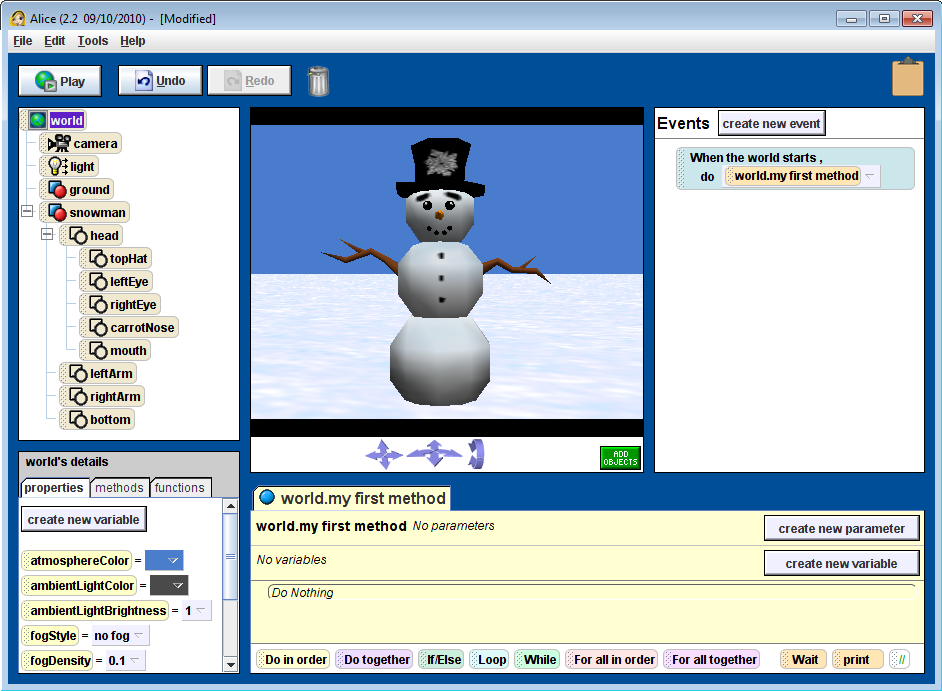 Alice (2.2 09/10/2010) - [Modified]
File Edit Tools Help
Play Undo Redo
world
camera
light
ground
snowman
head
topHat
leftEye
rightEye
carrotNose
mouth
leftArm
rightArm
bottom
ADD
OBJECTS
Events create new event
When the world starts ,
do world.my first method
world's details
properties methods functions
create new variable
atmosphereColor =
ambientLightColor =
ambientLightBrightness = 1
fogStyle = no fog
fogDensity = 0.1
world.my first method
world.my first method No parameters create new parameter
No variables create new variable
Do Nothing
Do in order Do together If/Else Loop While For all in order For all together Wait print //